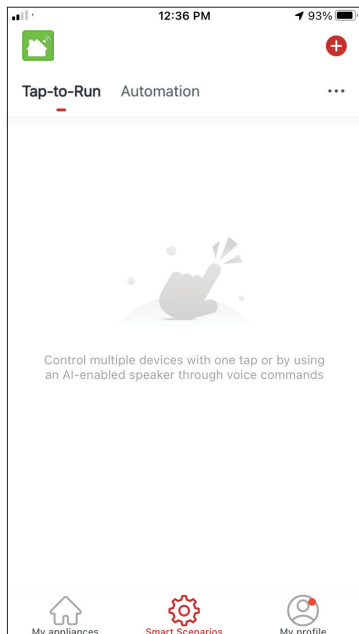 12:36 PM
93%
Tap-to-Run Automation
Control multiple devices with one tap or by using
an AI-enabled speaker through voice commands
My appliances Smart Scenarios My profile